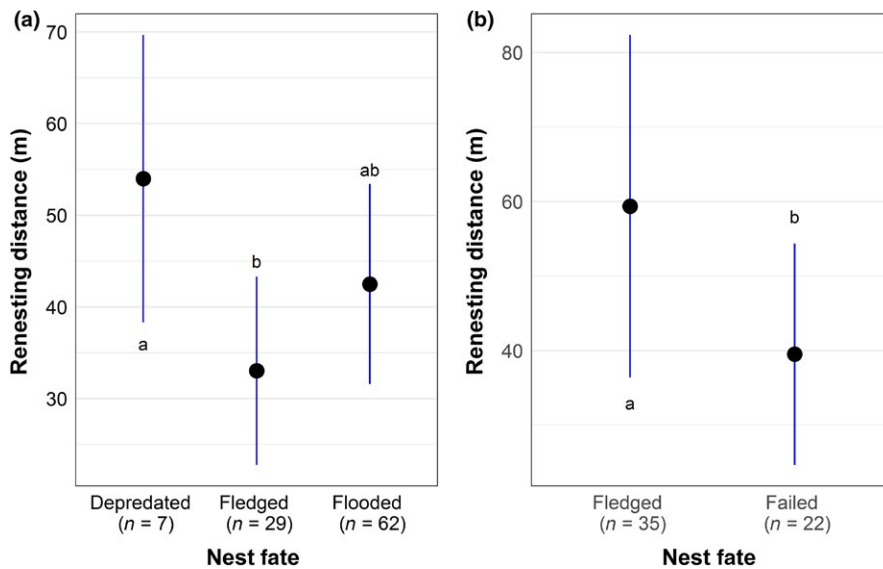 (a)
Renesting distance (m)
70
60
50
40
30
a
b
ab
Depredated Fledged Flooded
(n = 7) (n = 29) (n = 62)
Nest fate
(b)
Renesting distance (m)
80
60
40
a
b
Fledged Failed
(n = 35) (n = 22)
Nest fate